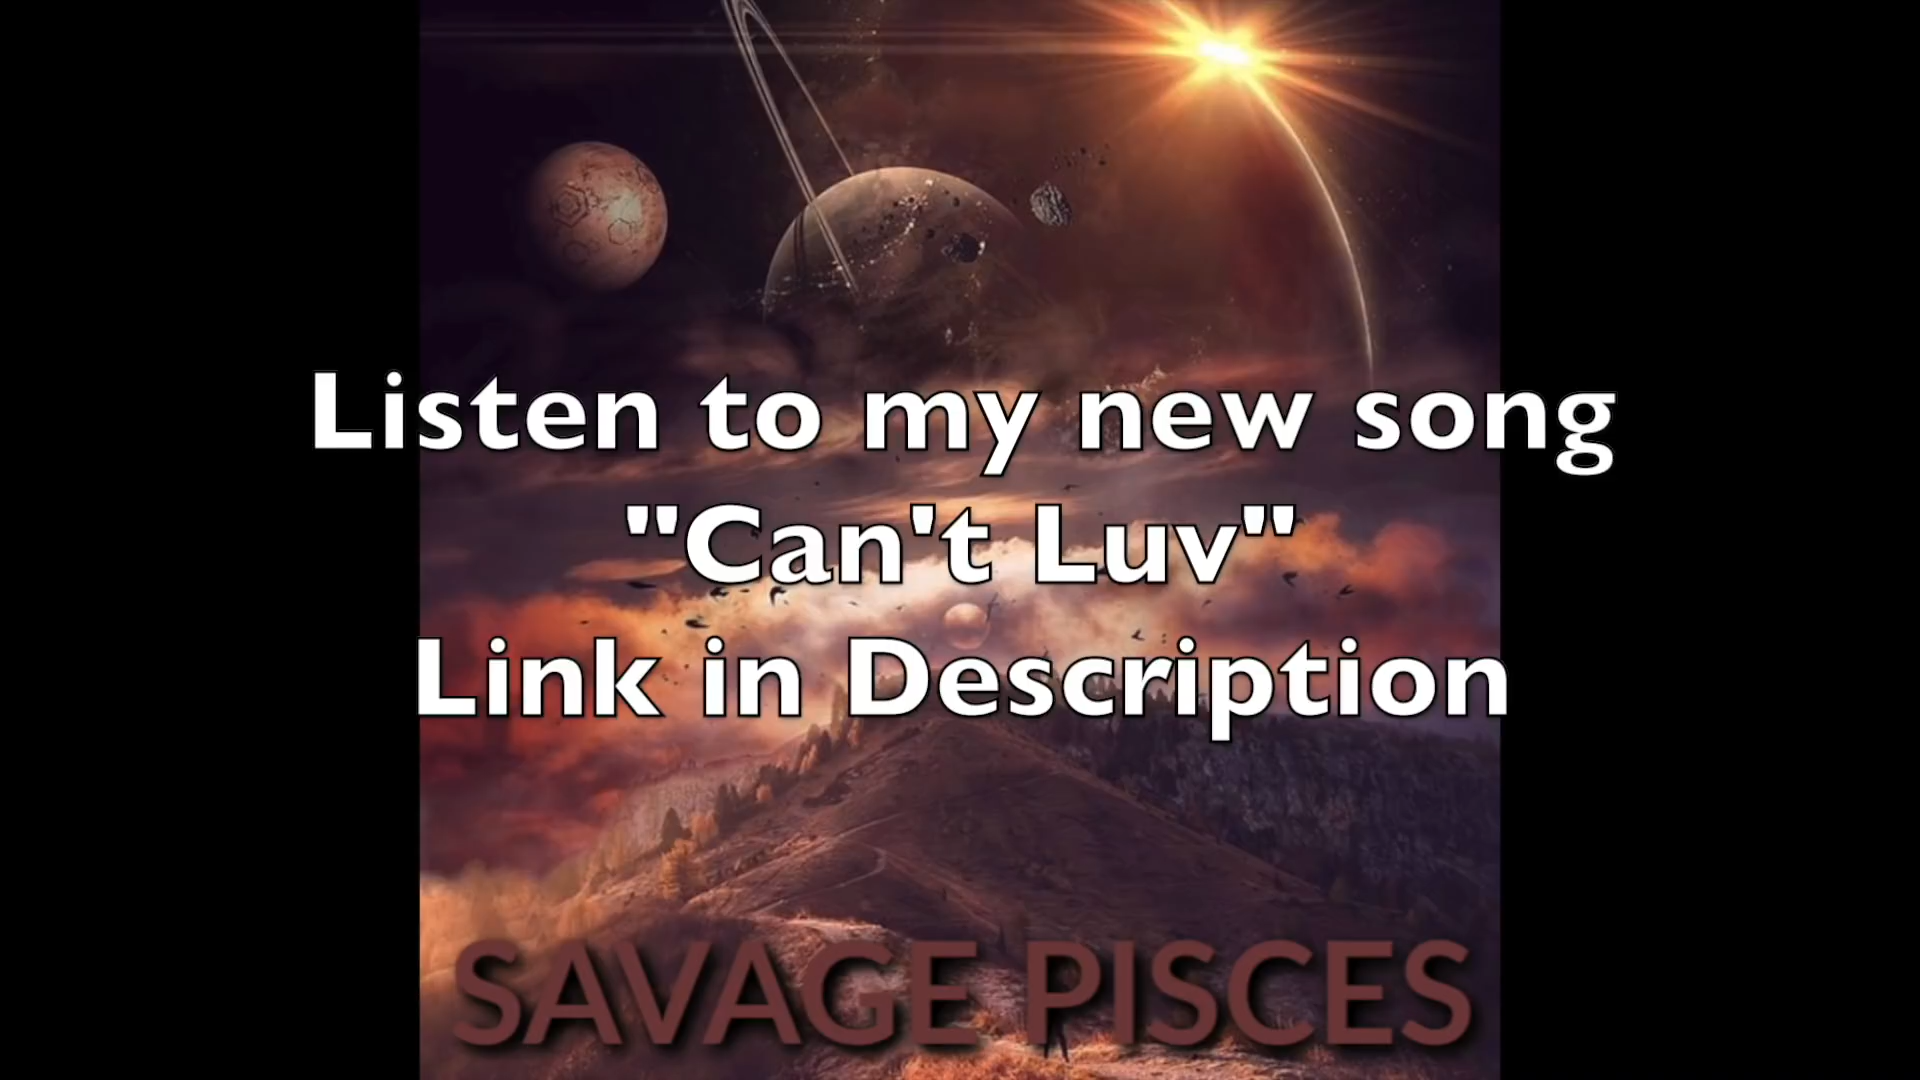 Listen to my new song
"Can't Luv"
Link in Description
SAVAGE PISCES